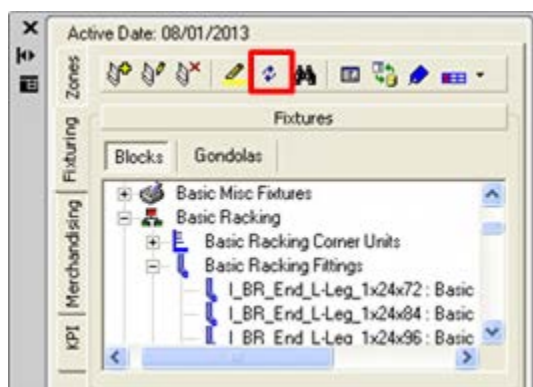 Active Date: 08/01/2013
Zones
Fixturing
Merchandising
KPI
Fixtures
Blocks Gondolas
Basic Misc Fixtures
Basic Racking
Basic Racking Corner Units
Basic Racking Fittings
I_BR_End_L-Leg_1x24x72 : Basic
I_BR_End_L-Leg_1x24x84 : Basic
I_BR_End_L-Leg_1x24x96 : Basic